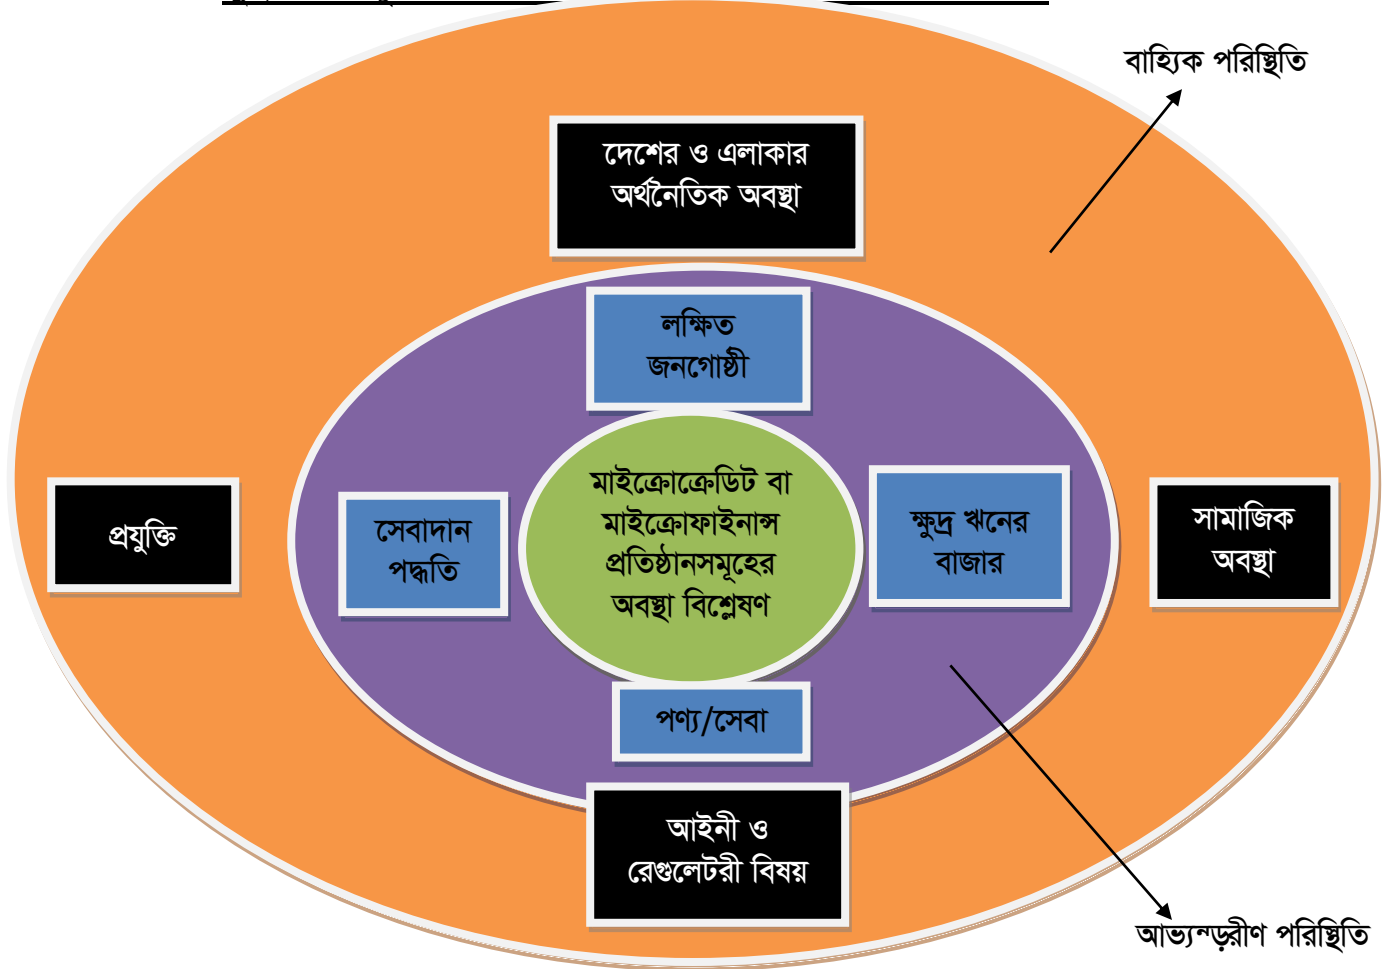 বাহ্যিক পরিস্থিতি
দেশের ও এলাকার
অর্থনৈতিক অবস্থা
লক্ষিত
জনগোষ্ঠী
মাইক্রোক্রেডিট বা
মাইক্রোফাইনান্স
প্রতিষ্ঠানসমূহের
অবস্থা বিশ্লেষণ
প্রযুক্তি
সেবাদান
পদ্ধতি
ক্ষুদ্র ঋনের
বাজার
সামাজিক
অবস্থা
পণ্য/সেবা
আইনী ও
রেগুলেটরী বিষয়
আভ্যন্ড়রীণ পরিস্থিতি